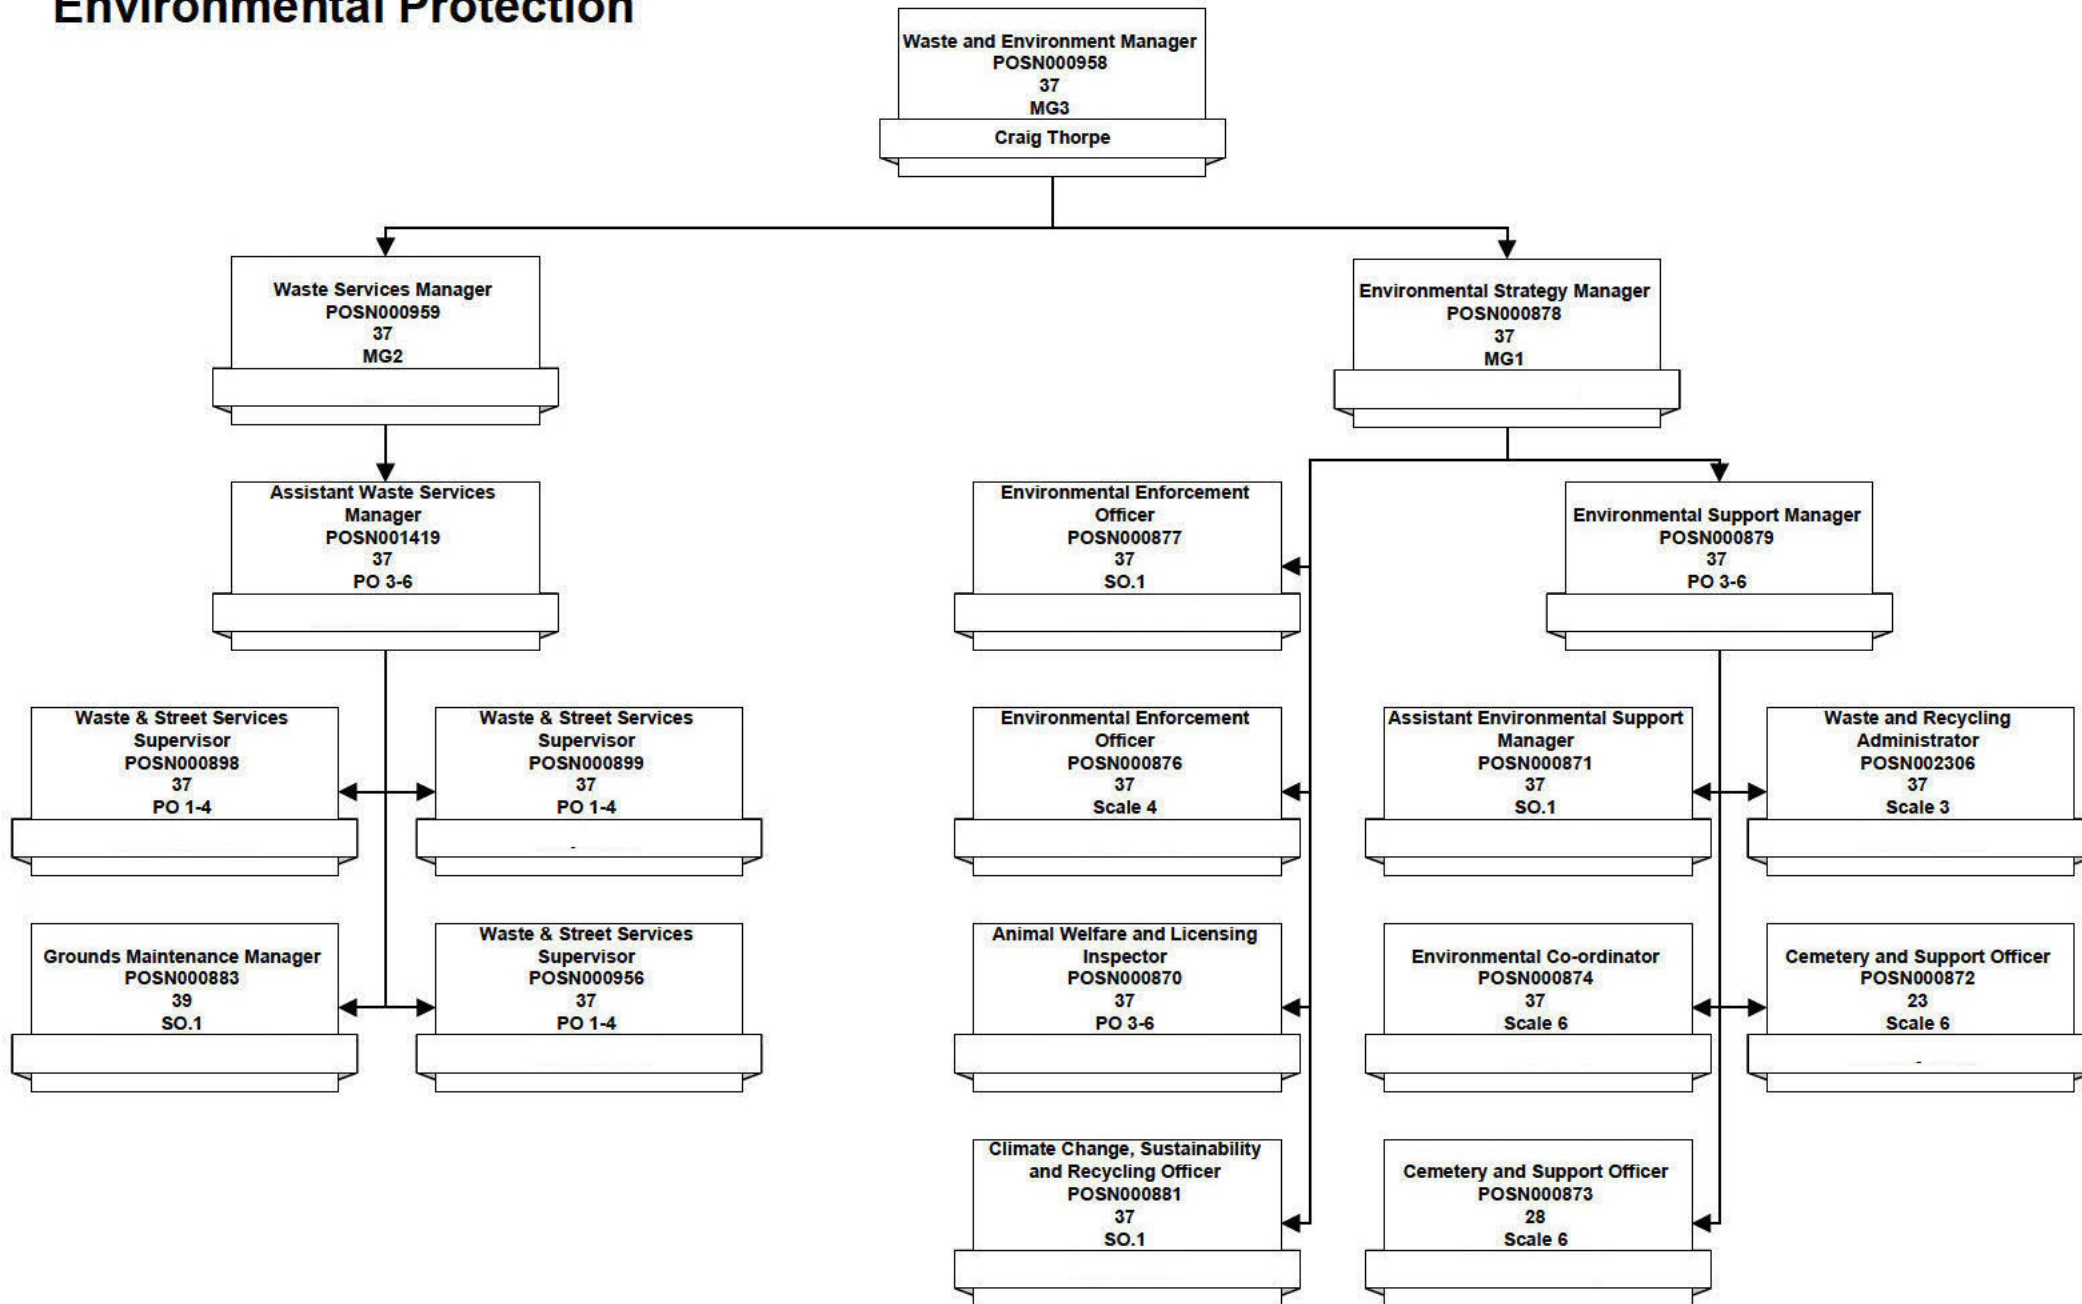 Environmental Protection
Waste and Environment Manager
POSN000958
37
MG3
Craig Thorpe
Waste Services Manager
POSN000959
37
MG2
Environmental Strategy Manager
POSN000878
37
MG1
Assistant Waste Services
Manager
POSN001419
37
PO 3-6
Environmental Enforcement
Officer
POSN000877
37
SO.1
Environmental Support Manager
POSN000879
37
PO 3-6
Waste & Street Services
Supervisor
POSN000898
37
PO 1-4
Waste & Street Services
Supervisor
POSN000899
37
PO 1-4
-
Environmental Enforcement
Officer
POSN000876
37
Scale 4
Assistant Environmental Support
Manager
POSN000871
37
SO.1
Waste and Recycling
Administrator
POSN002306
37
Scale 3
Grounds Maintenance Manager
POSN000883
39
SO.1
Waste & Street Services
Supervisor
POSN000956
37
PO 1-4
Animal Welfare and Licensing
Inspector
POSN000870
37
PO 3-6
Environmental Co-ordinator
POSN000874
37
Scale 6
Cemetery and Support Officer
POSN000872
23
Scale 6
-
Climate Change, Sustainability
and Recycling Officer
POSN000881
37
SO.1
Cemetery and Support Officer
POSN000873
28
Scale 6